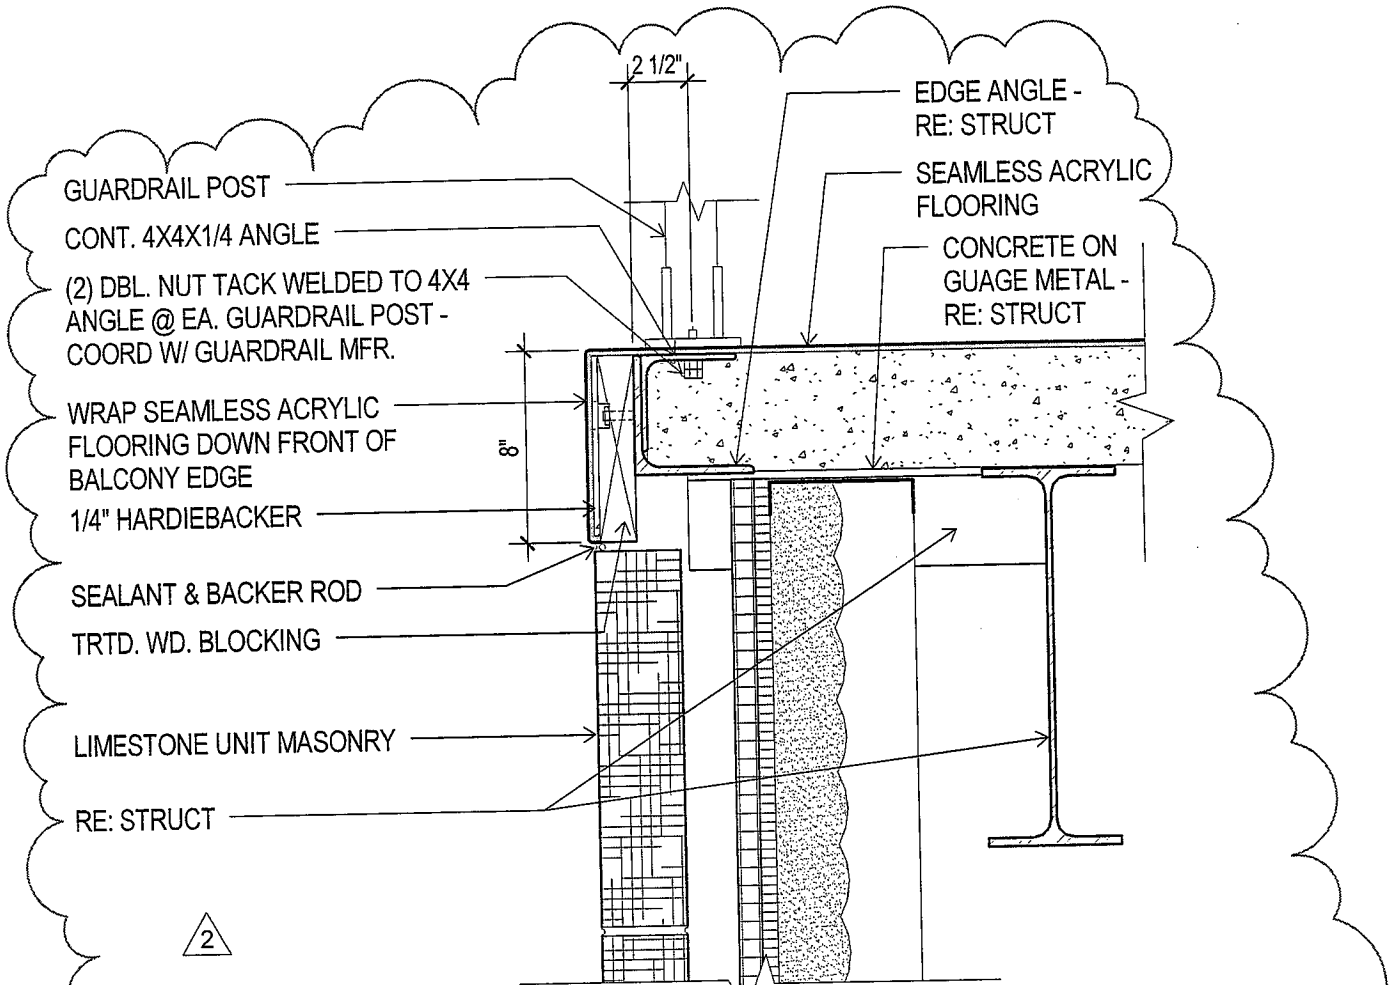 2 1/2"
EDGE ANGLE -
RE: STRUCT
SEAMLESS ACRYLIC
FLOORING
CONCRETE ON
GUAGE METAL -
RE: STRUCT
GUARDRAIL POST
CONT. 4X4X1/4 ANGLE
(2) DBL. NUT TACK WELDED TO 4X4
ANGLE @ EA. GUARDRAIL POST -
COORD W/ GUARDRAIL MFR.
WRAP SEAMLESS ACRYLIC
FLOORING DOWN FRONT OF
BALCONY EDGE
8"
1/4" HARDIEBACKER
SEALANT & BACKER ROD
TRTD. WD. BLOCKING
LIMESTONE UNIT MASONRY
RE: STRUCT
2